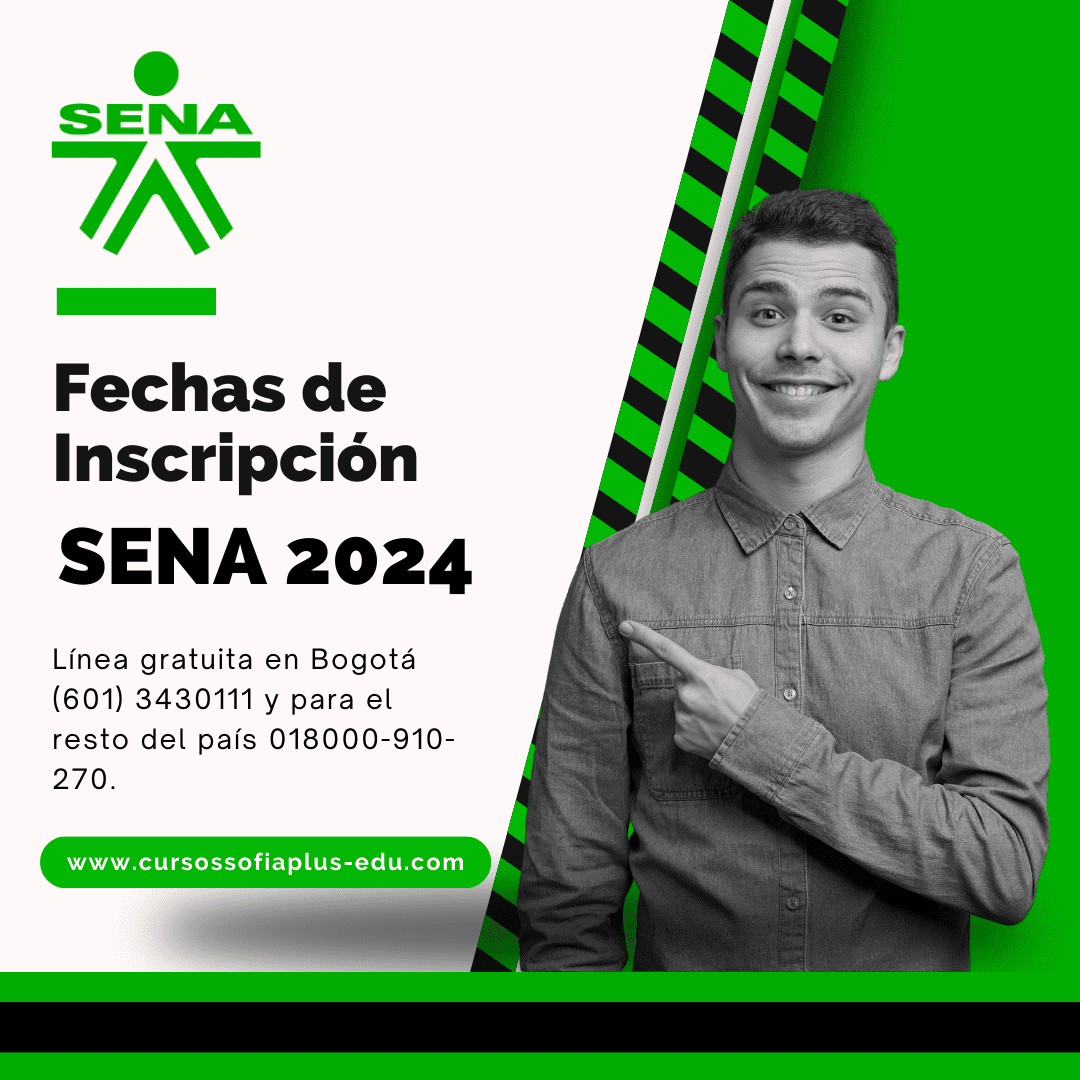 SENA
Fechas de
Inscripción
SENA 2024
Línea gratuita en Bogotá
(601) 3430111 y para el
resto del país 018000-910-
270.
www.cursossofiaplus-edu.com